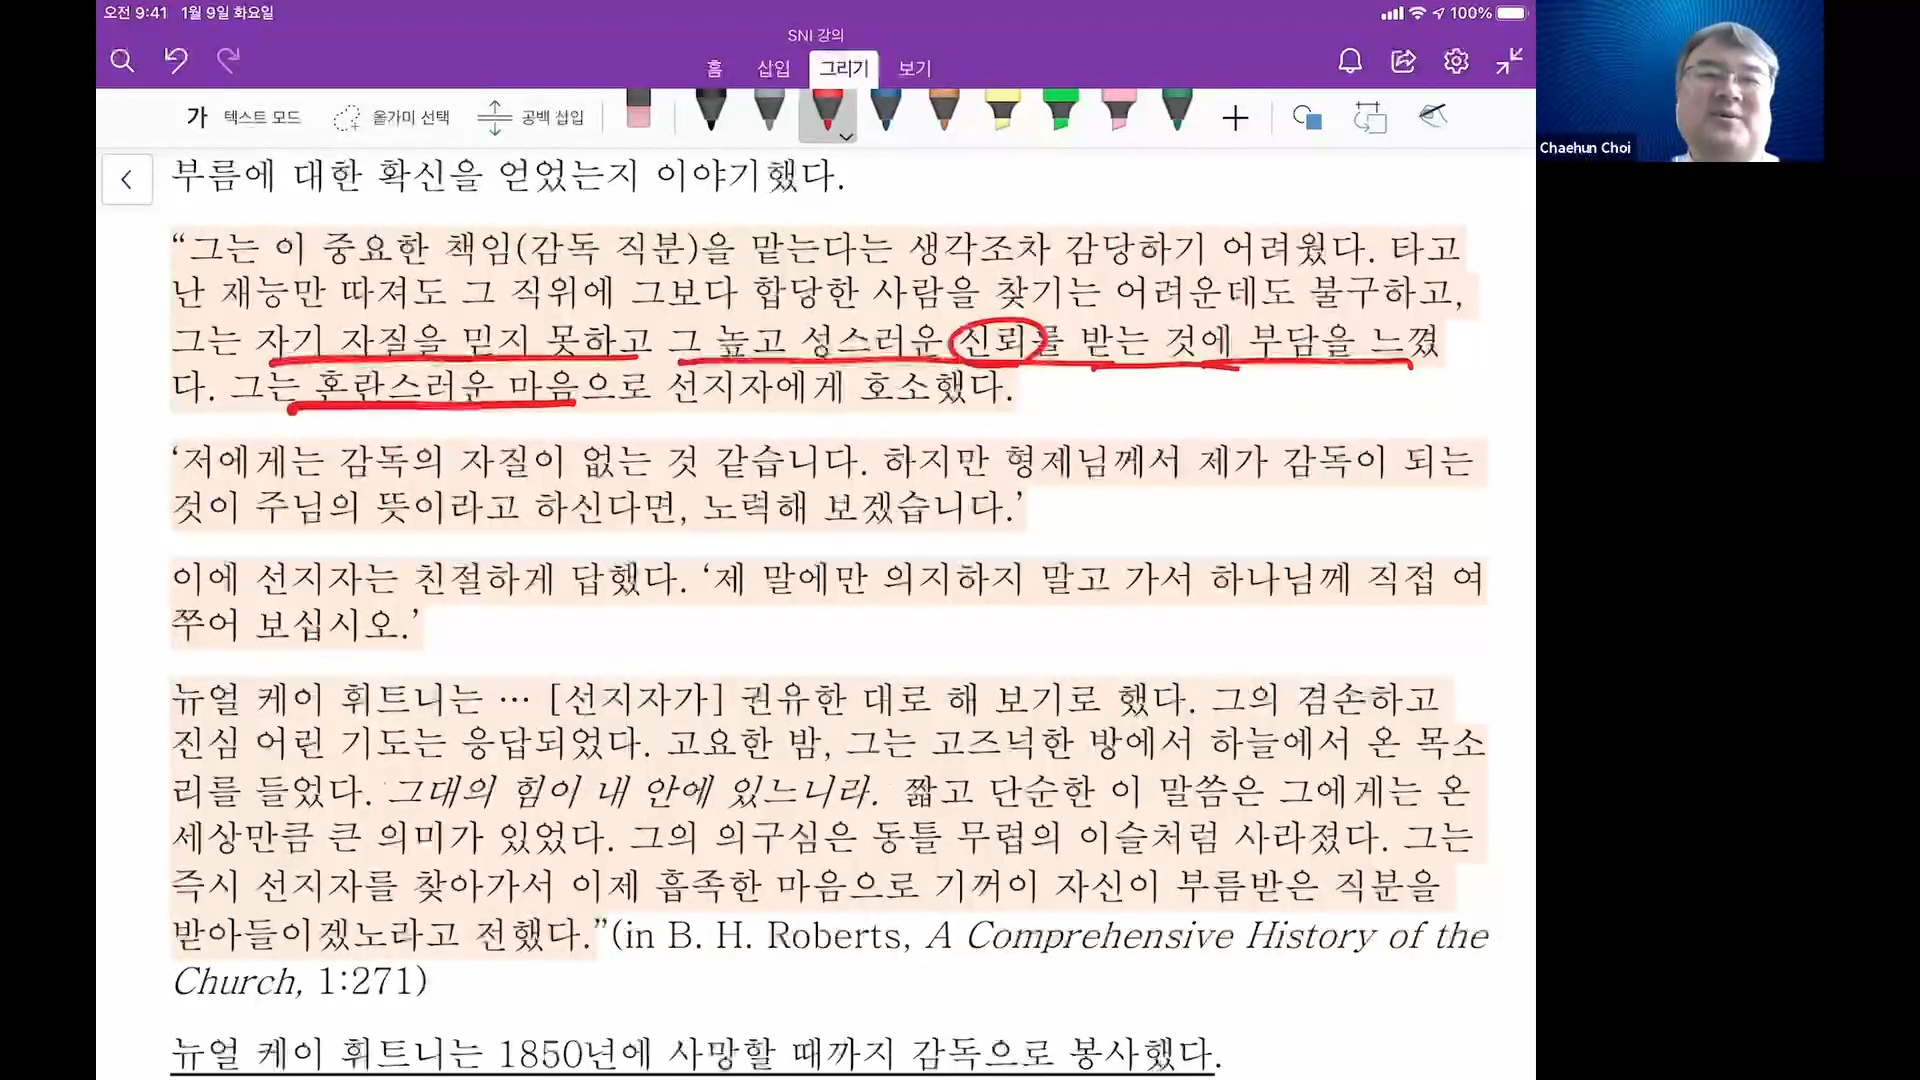 오전 9:41 1월 9일 화요일
100%
SNI 강의
홈 삽입 그리기 보기
가 텍스트 모드 올가미 선택 공백 삽입
Chaehun Choi
부름에 대한 확신을 얻었는지 이야기했다.
“그는 이 중요한 책임(감독 직분)을 맡는다는 생각조차 감당하기 어려웠다. 타고
난 재능만 따져도 그 직위에 그보다 합당한 사람을 찾기는 어려운데도 불구하고,
그는 자기 자질을 믿지 못하고 그 높고 성스러운 신뢰를 받는 것에 부담을 느꼈
다. 그는 혼란스러운 마음으로 선지자에게 호소했다.
‘저에게는 감독의 자질이 없는 것 같습니다. 하지만 형제님께서 제가 감독이 되는
것이 주님의 뜻이라고 하신다면, 노력해 보겠습니다.’
이에 선지자는 친절하게 답했다. ‘제 말에만 의지하지 말고 가서 하나님께 직접 여
쭈어 보십시오.’
뉴얼 케이 휘트니는 … [선지자가] 권유한 대로 해 보기로 했다. 그의 겸손하고
진심 어린 기도는 응답되었다. 고요한 밤, 그는 고즈넉한 방에서 하늘에서 온 목소
리를 들었다. 그대의 힘이 내 안에 있느니라. 짧고 단순한 이 말씀은 그에게는 온
세상만큼 큰 의미가 있었다. 그의 의구심은 동틀 무렵의 이슬처럼 사라졌다. 그는
즉시 선지자를 찾아가서 이제 흡족한 마음으로 기꺼이 자신이 부름받은 직분을
받아들이겠노라고 전했다.”(in B. H. Roberts, A Comprehensive History of the
Church, 1:271)
뉴얼 케이 휘트니는 1850년에 사망할 때까지 감독으로 봉사했다.